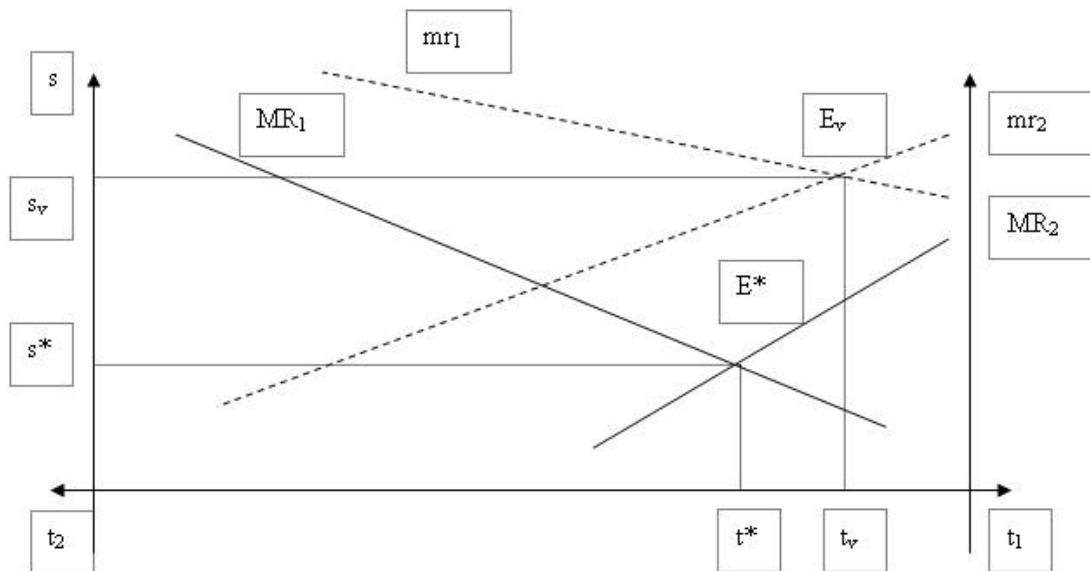 mr₁
s
MR₁
Eᵥ
mr₂
sᵥ
MR₂
E*
s*
t₂
t*
tᵥ
t₁